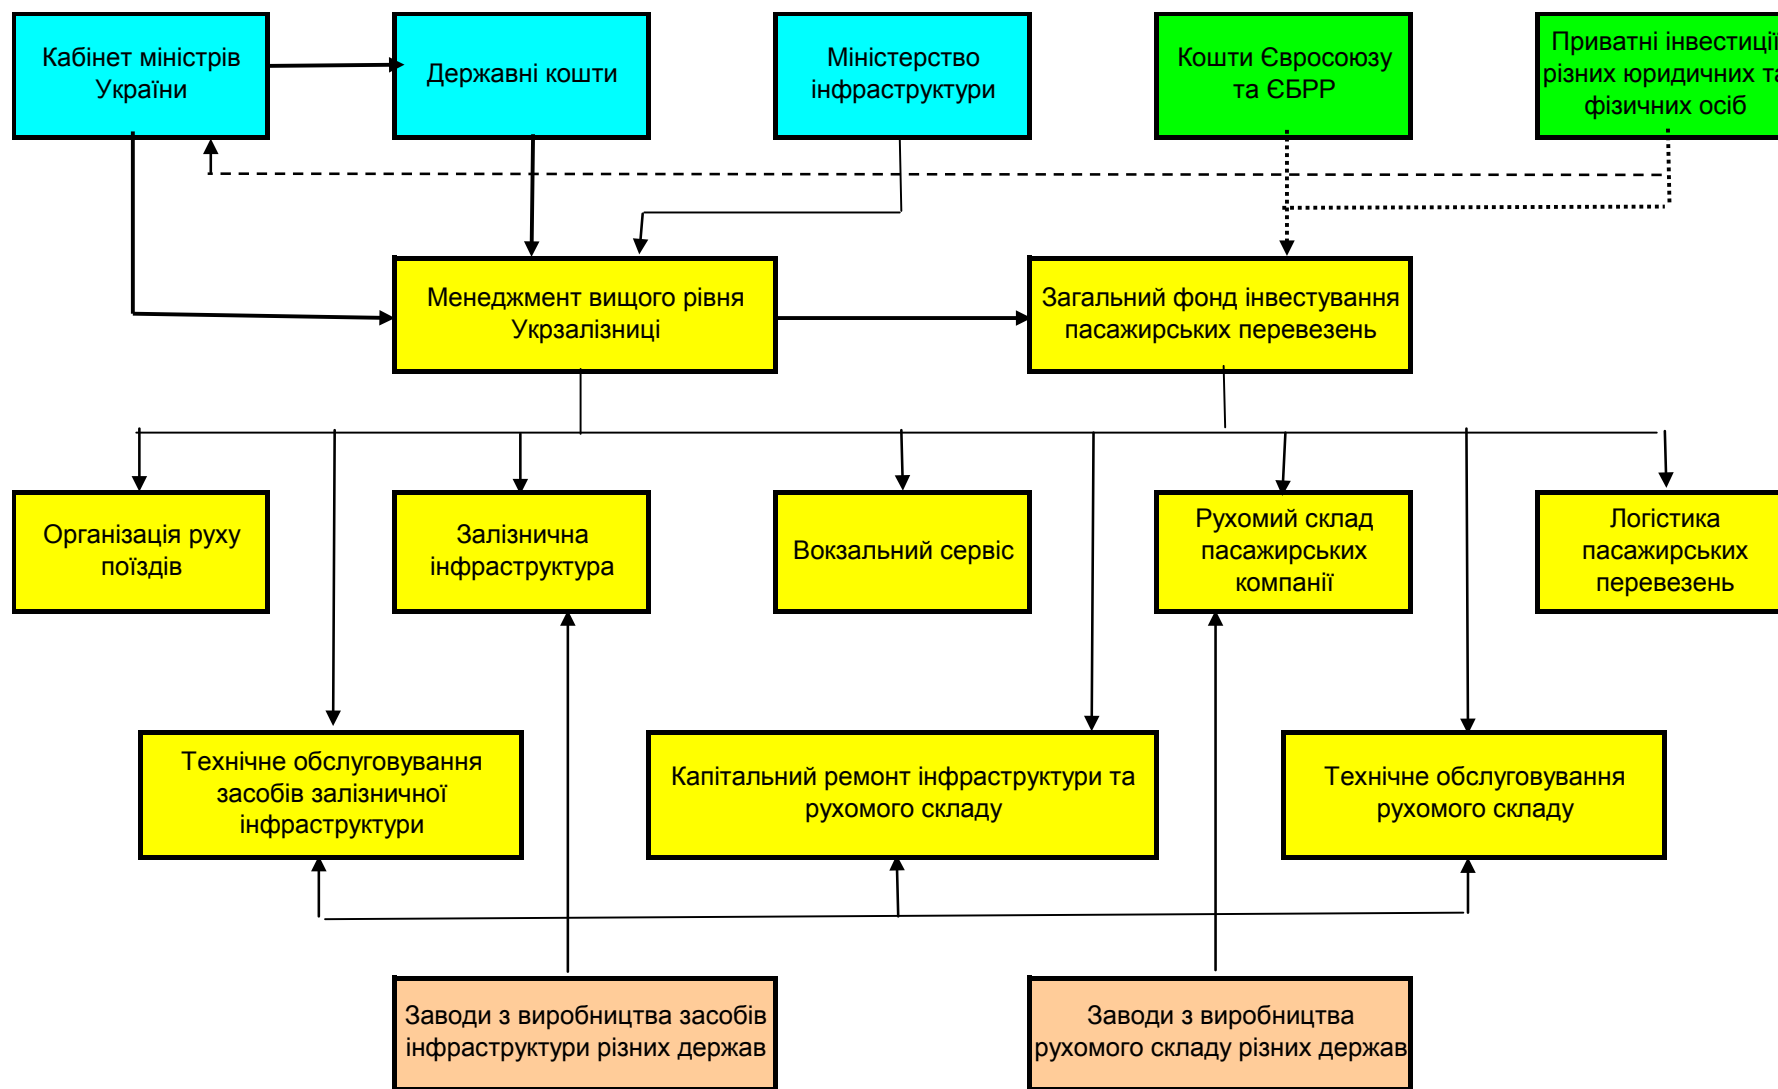 Кабінет міністрів
України
Державні кошти
Міністерство
інфраструктури
Кошти Євросоюзу
та ЄБРР
Приватні інвестиції
різних юридичних та
фізичних осіб
Менеджмент вищого рівня
Укрзалізниці
Загальний фонд інвестування
пасажирських перевезень
Організація руху
поїздів
Залізнична
інфраструктура
Вокзальний сервіс
Рухомий склад
пасажирських
компанії
Логістика
пасажирських
перевезень
Технічне обслуговування
засобів залізничної
інфраструктури
Капітальний ремонт інфраструктури та
рухомого складу
Технічне обслуговування
рухомого складу
Заводи з виробництва засобів
інфраструктури різних держав
Заводи з виробництва
рухомого складу різних держав